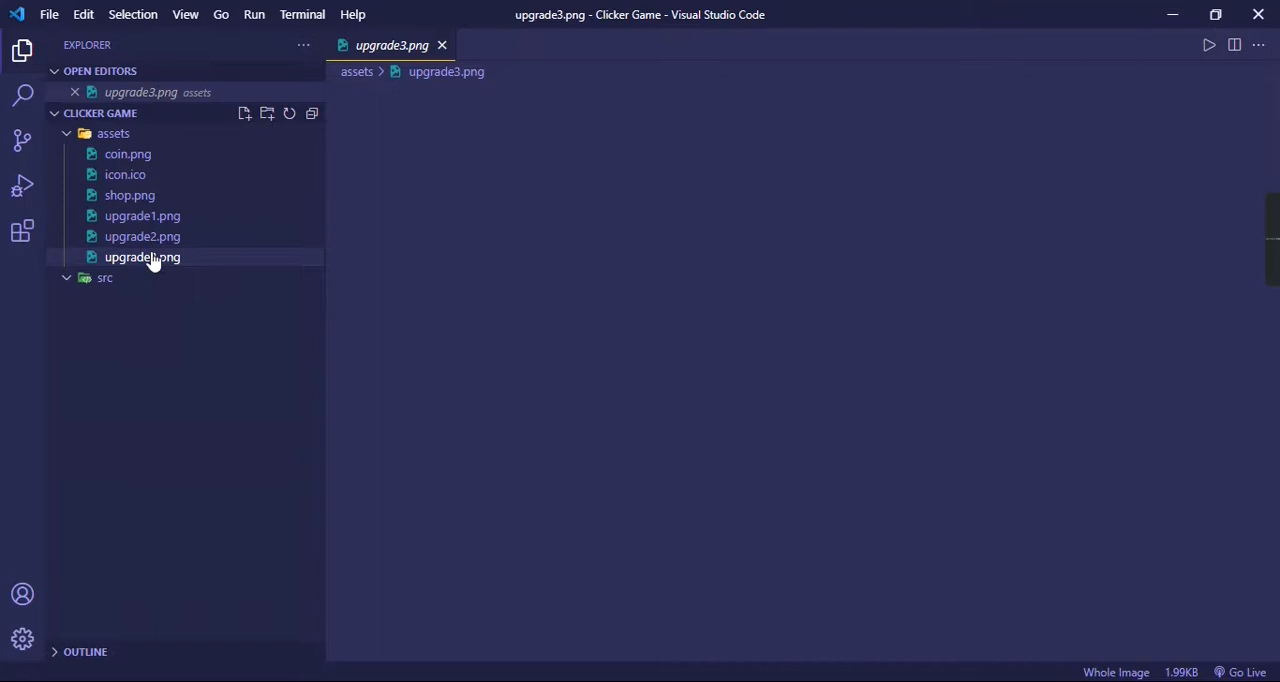 File Edit Selection View Go Run Terminal Help
upgrade3.png - Clicker Game - Visual Studio Code
EXPLORER
upgrade3.png
OPEN EDITORS
assets > upgrade3.png
upgrade3.png assets
CLICKER GAME
assets
coin.png
icon.ico
shop.png
upgrade1.png
upgrade2.png
src
OUTLINE
Whole Image 1.99KB Go Live